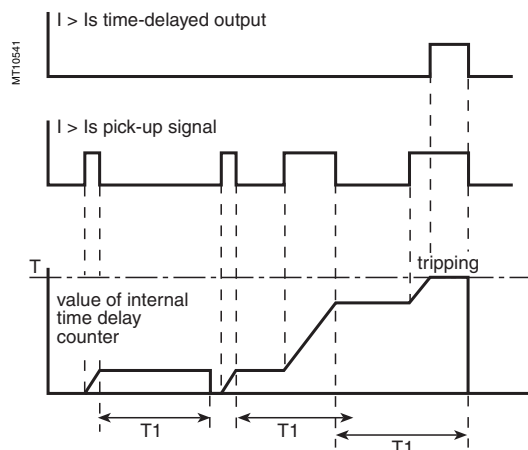 I > Is time-delayed output
MT10541
I > Is pick-up signal
T
tripping
value of internal
time delay
counter
T1
T1
T1